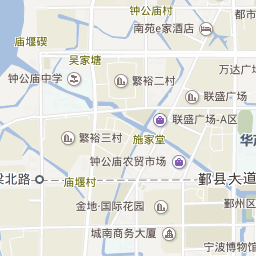 钟公庙村
南苑e家酒店
都市
庙堰碶
吴家塘
钟公庙中学
繁裕二村
万达广场
联盛广场
联盛广场-A区
繁裕三村
施家堂
华
钟公庙农贸市场
梁北路
庙堰村
鄞县大道
金地·国际花园
鄞州区
城南商务大厦
宁波博物馆